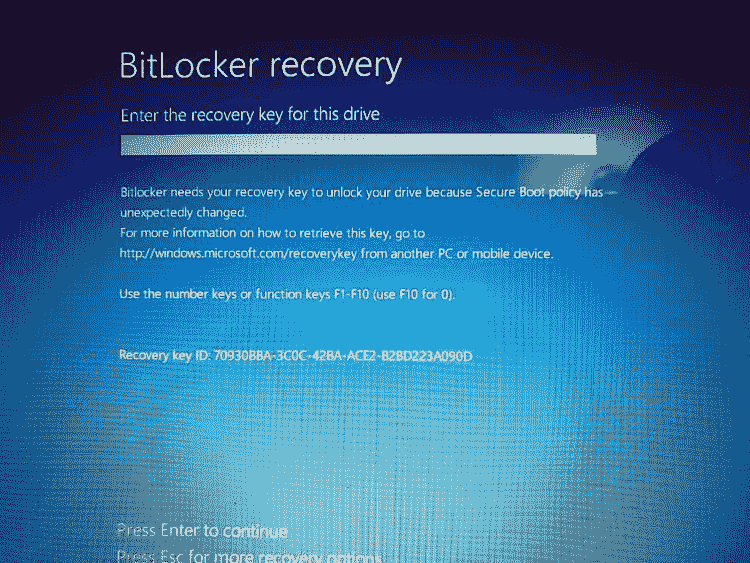 BitLocker recovery
Enter the recovery key for this drive
Bitlocker needs your recovery key to unlock your drive because Secure Boot policy has
unexpectedly changed.
For more information on how to retrieve this key, go to
http://windows.microsoft.com/recoverykey from another PC or mobile device.
Use the number keys or function keys F1-F10 (use F10 for 0).
Recovery key ID: 70930BBA-3C0C-42BA-ACE2-B2BD223A090D
Press Enter to continue
Press Esc for more recovery options